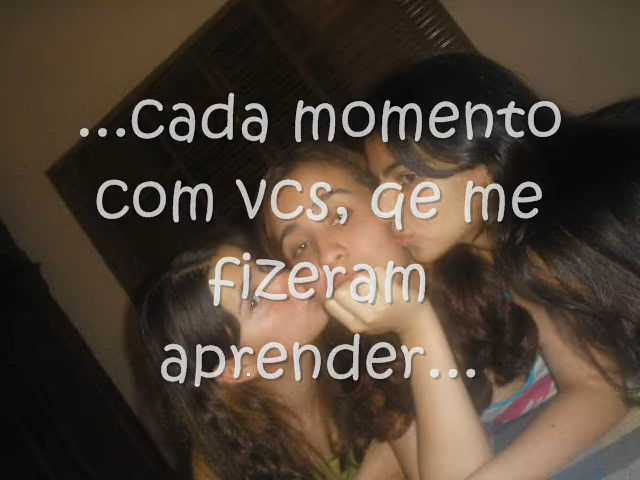 ...cada momento
com vcs, qe me
fizeram
aprender...